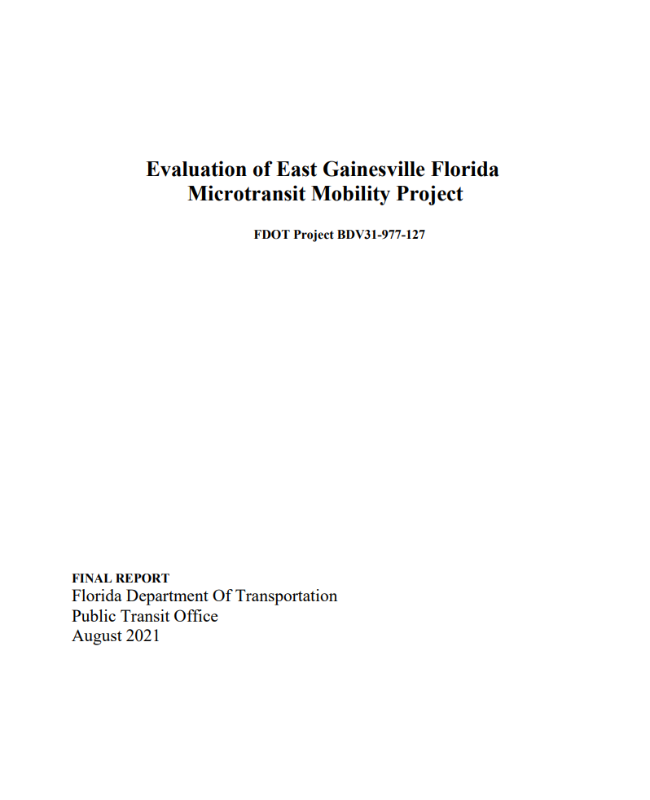 Evaluation of East Gainesville Florida
Microtransit Mobility Project
FDOT Project BDV31-977-127
FINAL REPORT
Florida Department Of Transportation
Public Transit Office
August 2021